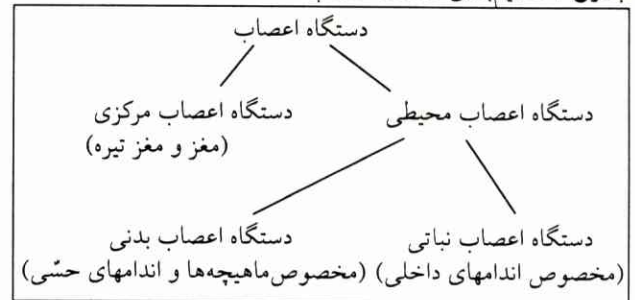 دستگاه اعصاب
دستگاه اعصاب محیطی
دستگاه اعصاب مرکزی
(مغز و مغز تیره)
دستگاه اعصاب نباتی
(مخصوص اندامهای داخلی)
دستگاه اعصاب بدنی
(مخصوص ماهیچه‌ها و اندامهای حسّی)